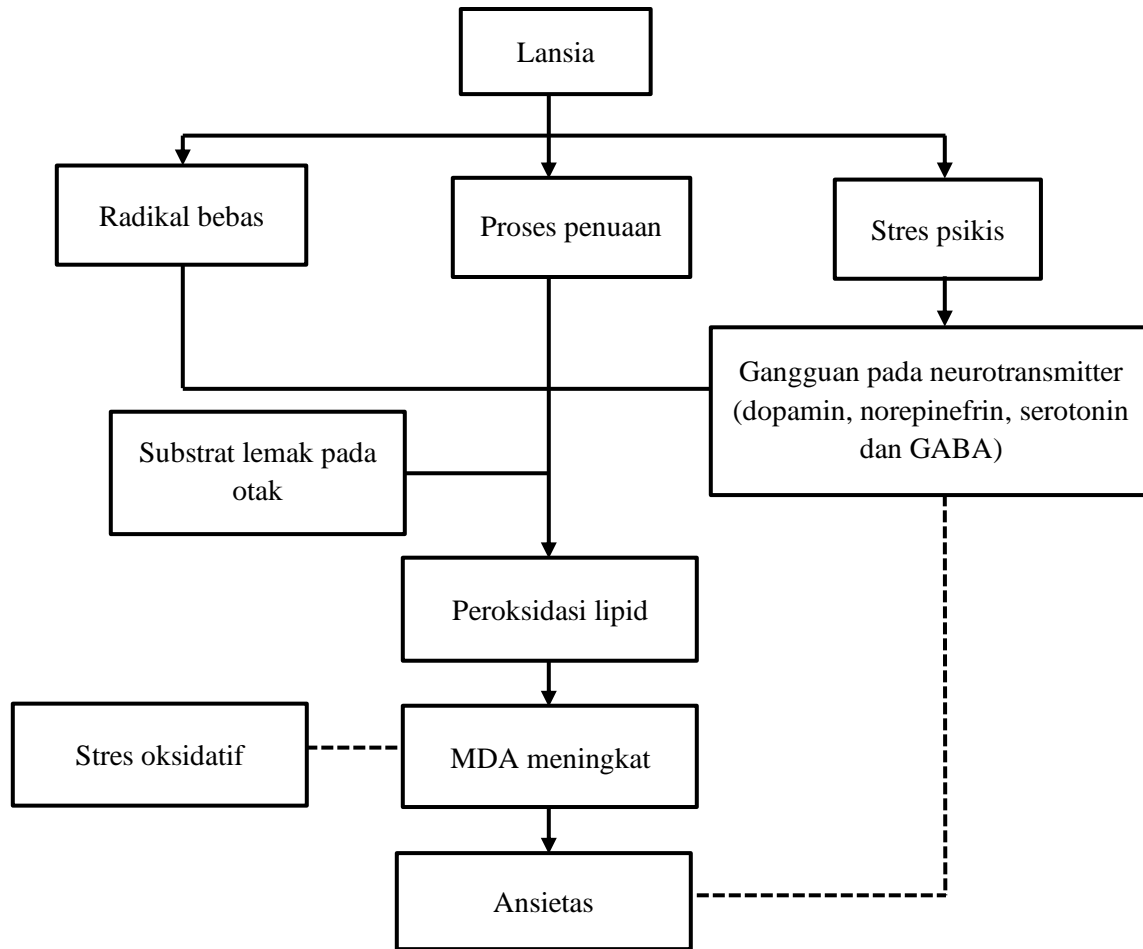 Lansia
Radikal bebas
Proses penuaan
Stres psikis
Gangguan pada neurotransmitter
(dopamin, norepinefrin, serotonin
dan GABA)
Substrat lemak pada
otak
Peroksidasi lipid
Stres oksidatif
MDA meningkat
Ansietas